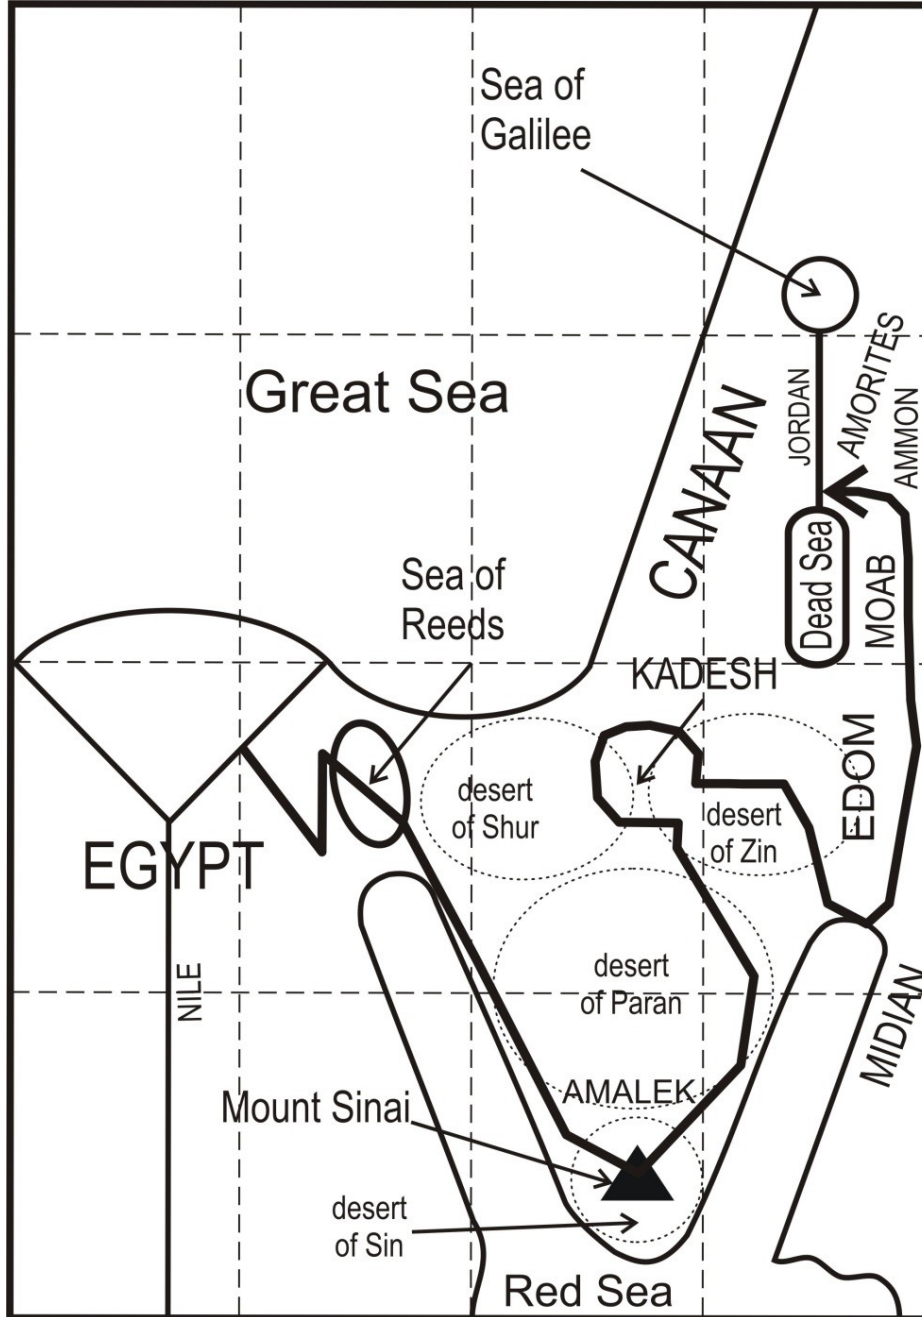 Sea of
Galilee
Great Sea
CANAAN
JORDAN
AMORITES
AMMON
Dead Sea
MOAB
Sea of
Reeds
KADESH
EDOM
desert
of Shur
desert
of Zin
EGYPT
NILE
desert
of Paran
MIDIAN
AMALEK
Mount Sinai
desert
of Sin
Red Sea